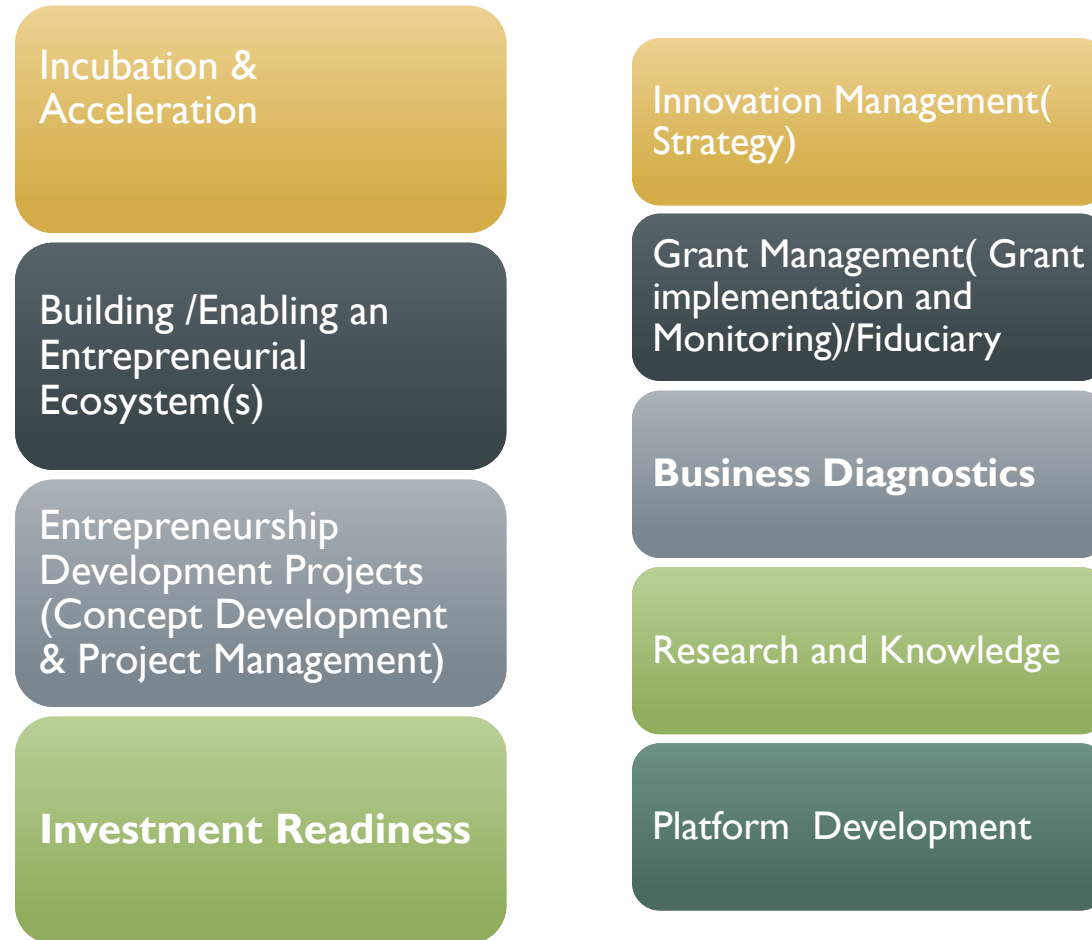 Incubation &
Acceleration
Building /Enabling an
Entrepreneurial
Ecosystem(s)
Entrepreneurship
Development Projects
(Concept Development
& Project Management)
Investment Readiness
Innovation Management(
Strategy)
Grant Management( Grant
implementation and
Monitoring)/Fiduciary
Business Diagnostics
Research and Knowledge
Platform  Development